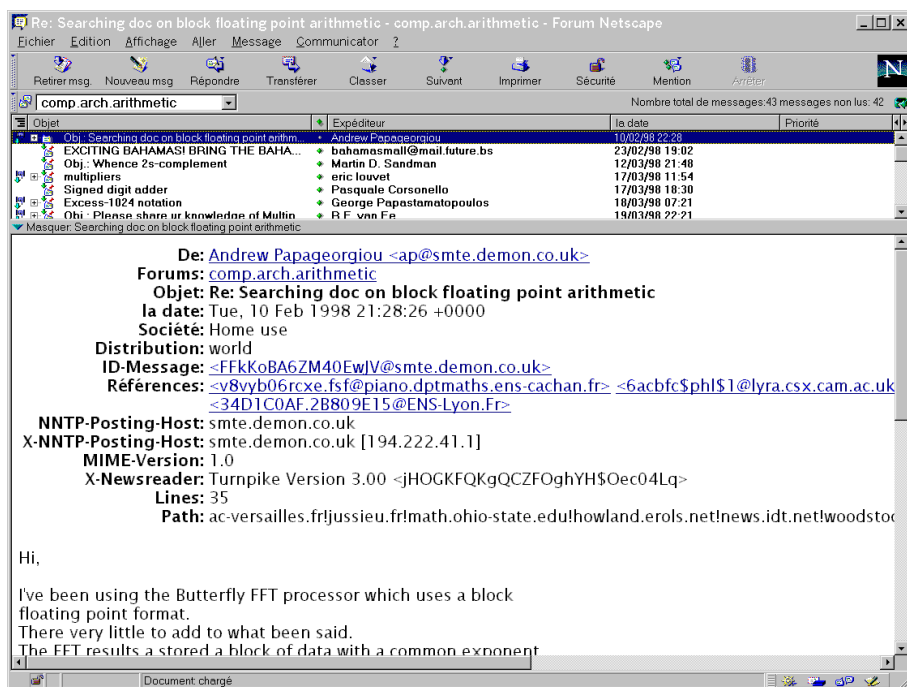 Re: Searching doc on block floating point arithmetic - comp.arch.arithmetic - Forum Netscape
Eichier Edition Affichage Aller Message Communicator ?
Retirer msg. Nouveau msg Répondre Transférer Classer Suivant Imprimer Sécurité Mention Arrêter
comp.arch.arithmetic Nombre total de messages:43 messages non lus: 42
Objet Expéditeur la date Priorité
Obj : Searching doc on block floating point arithm... Andrew Papageorgiou 10/02/98 22:28
EXCITING BAHAMAS! BRING THE BAHA... bahamasmall@mail.future.bs 23/02/98 19:02
Obj.: Whence 2s-complement Martin D. Sandman 12/03/98 21:48
multipliers eric louvet 17/03/98 11:54
Signed digit adder Pasquale Corsonello 17/03/98 18:30
Excess-1024 notation George Papastamatopoulos 18/03/98 07:21
Obj : Please share ur knowledge of Multip... B.E. van Ee 19/03/98 22:21
Masquer: Searching doc on block floating point arithmetic
De: Andrew Papageorgiou <ap@smte.demon.co.uk>
Forums: comp.arch.arithmetic
Objet: Re: Searching doc on block floating point arithmetic
la date: Tue, 10 Feb 1998 21:28:26 +0000
Société: Home use
Distribution: world
ID-Message: <FFkKoBA6ZM40EwJV@smte.demon.co.uk>
Références: <v8vyb06rcxe.fsf@piano.dptmaths.ens-cachan.fr> <6acbfc$phl$1@lyra.csx.cam.ac.uk
<34D1C0AF.2B809E15@ENS-Lyon.Fr>
NNTP-Posting-Host: smte.demon.co.uk
X-NNTP-Posting-Host: smte.demon.co.uk [194.222.41.1]
MIME-Version: 1.0
X-Newsreader: Turnpike Version 3.00 <jHOGKFQKgQCZFOghYH$Oec04Lq>
Lines: 35
Path: ac-versailles.fr!jussieu.fr!math.ohio-state.edu!howland.erols.net!news.idt.net!woodstoc
Hi,
I've been using the Butterfly FFT processor which uses a block
floating point format.
There very little to add to what been said.
The FFT results a stored a block of data with a common exponent
Document chargé